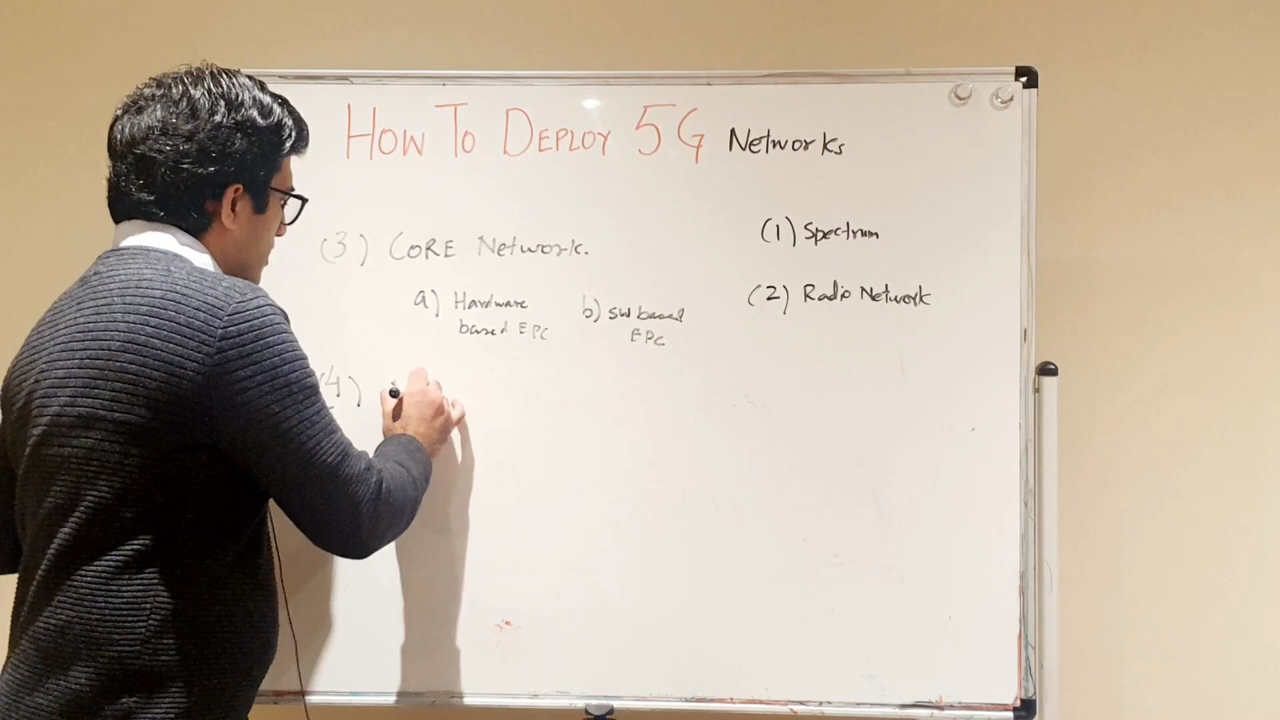 HOW TO DEPLOY 5G Networks
(3) CORE Network.
a) Hardware based EPC
b) SW based EPC
(4)
(1) Spectrum
(2) Radio Network